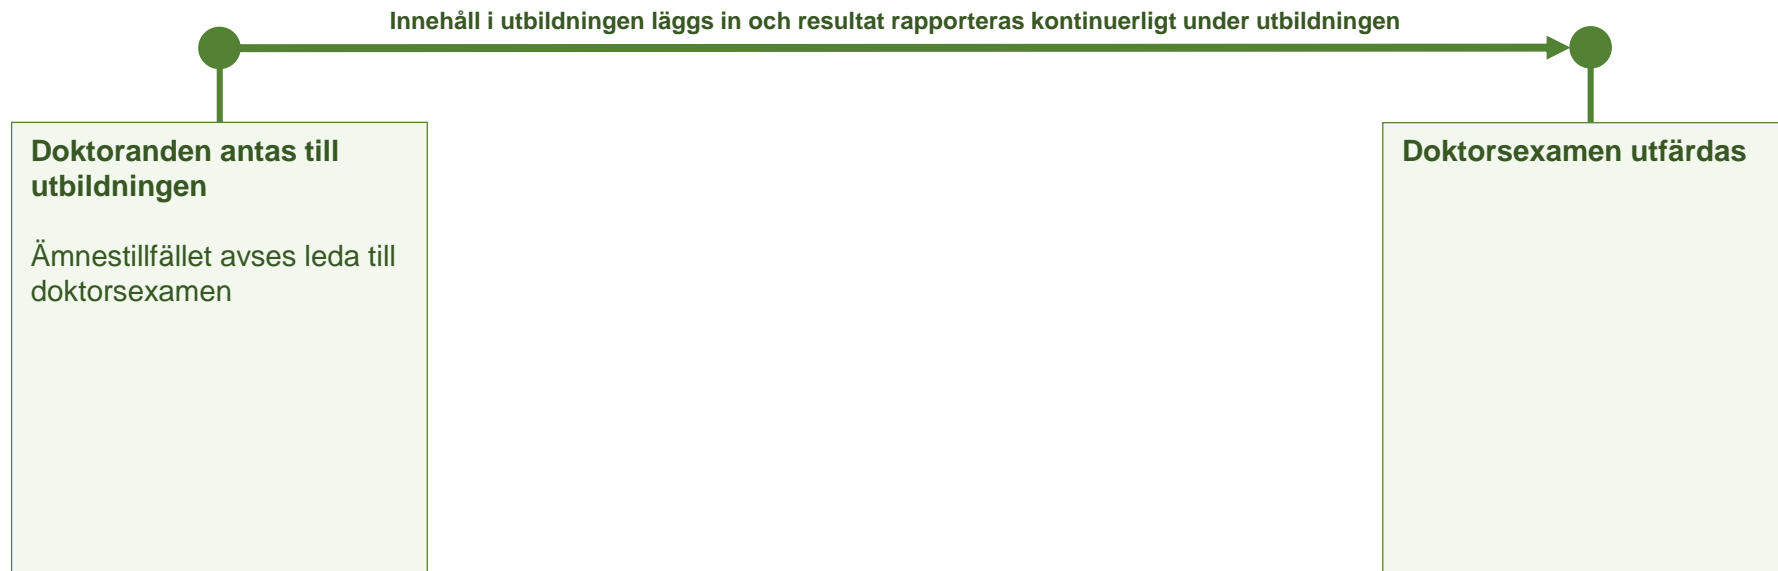 Innehåll i utbildningen läggs in och resultat rapporteras kontinuerligt under utbildningen
Doktoranden antas till
utbildningen
Ämnestillfället avses leda till
doktorsexamen
Doktorsexamen utfärdas